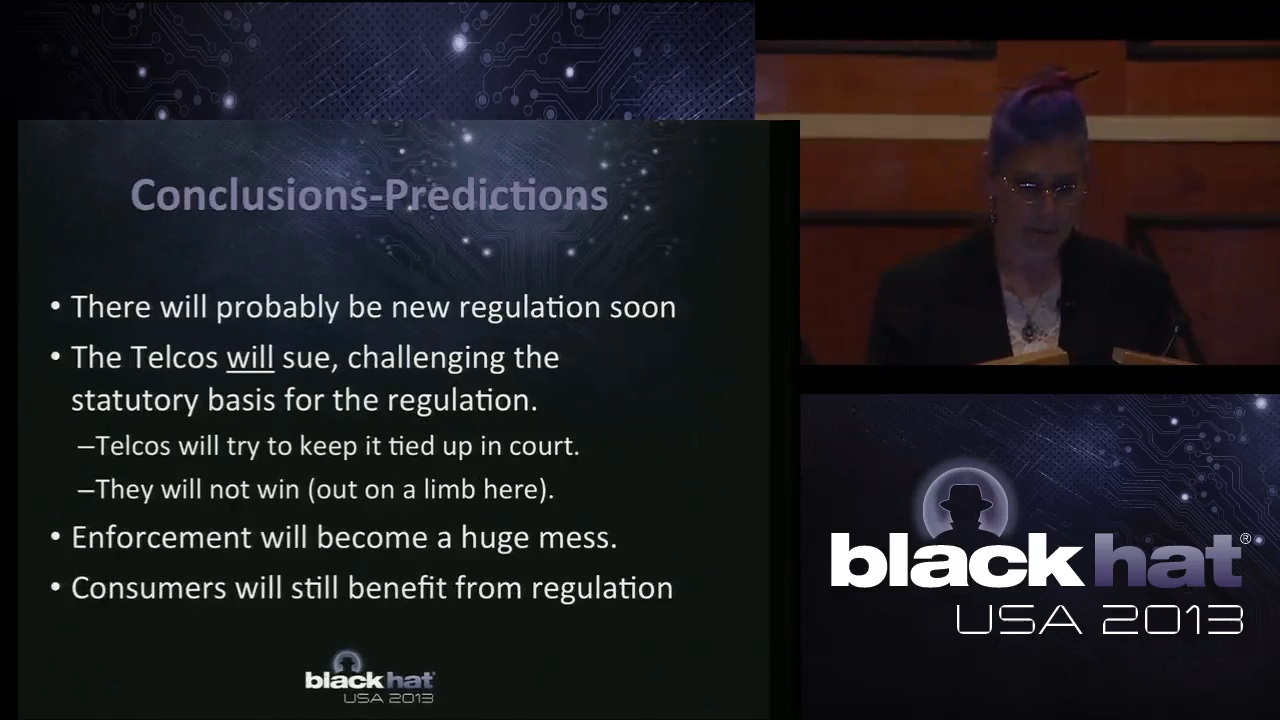 Conclusions-Predictions
• There will probably be new regulation soon
• The Telcos will sue, challenging the
statutory basis for the regulation.
–Telcos will try to keep it tied up in court.
–They will not win (out on a limb here).
• Enforcement will become a huge mess.
• Consumers will still benefit from regulation
black hat
USA 2013
black hat®
USA 2013